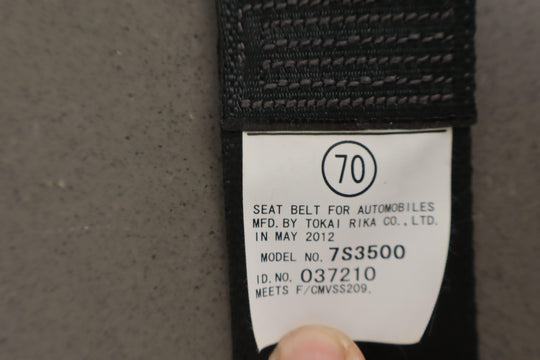 70
SEAT BELT FOR AUTOMOBILES
MFD. BY TOKAI RIKA CO., LTD.
IN MAY 2012
MODEL NO. 7S3500
ID. NO. 037210
MEETS F/CMVSS209.